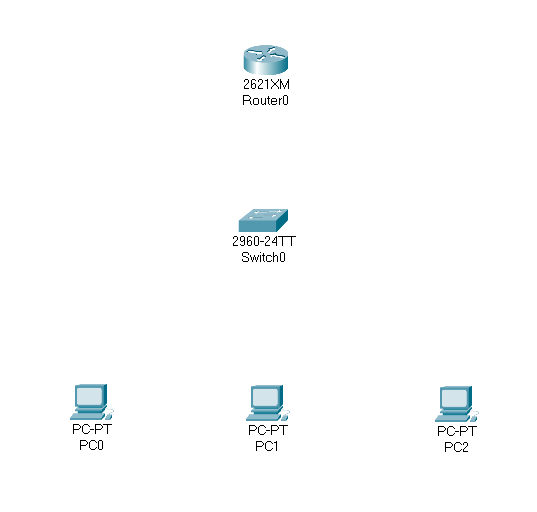 2621XM
Router0
2960-24TT
Switch0
PC-PT
PC0
PC-PT
PC1
PC-PT
PC2